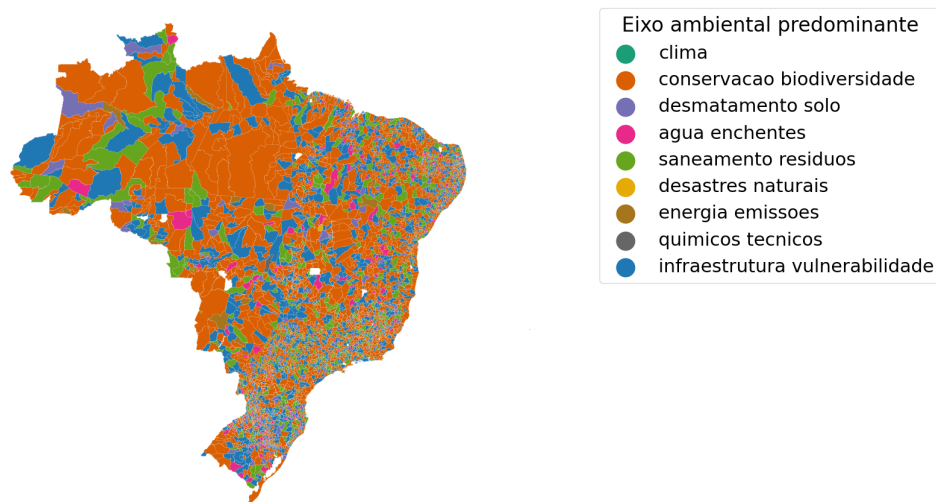 Eixo ambiental predominante
clima
conservacao biodiversidade
desmatamento solo
agua enchentes
saneamento residuos
desastres naturais
energia emissoes
quimicos tecnicos
infraestrutura vulnerabilidade